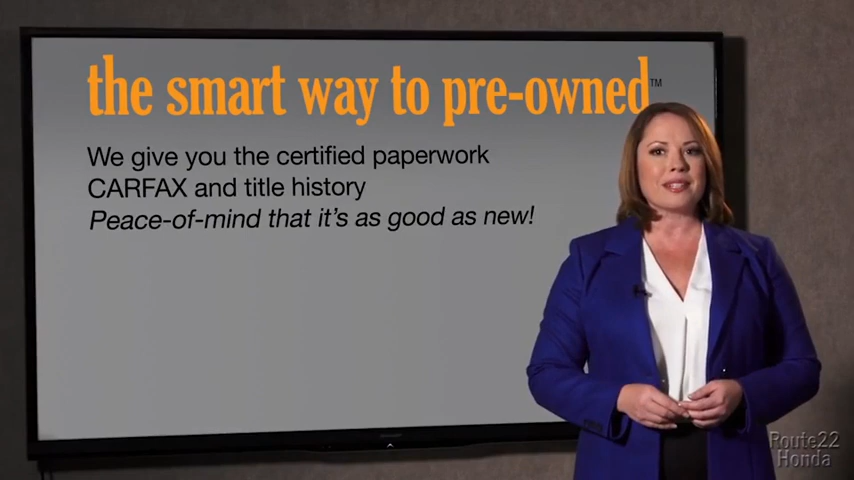 the smart way to pre-owned™
We give you the certified paperwork
CARFAX and title history
Peace-of-mind that it's as good as new!
Route22
Honda